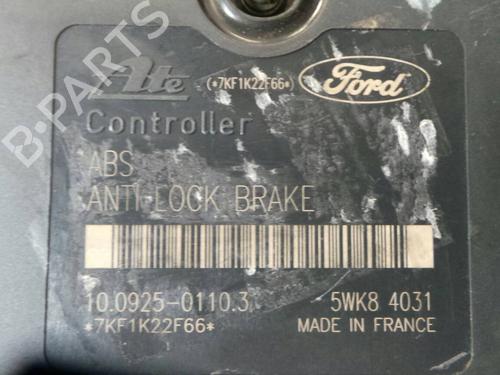 B-PARTS
Ate (*7KF1K22F66*) Ford
Controller
ABS
ANTI-LOCK BRAKE
10.0925-0110.3 5WK8 4031
*7KF1K22F66* MADE IN FRANCE